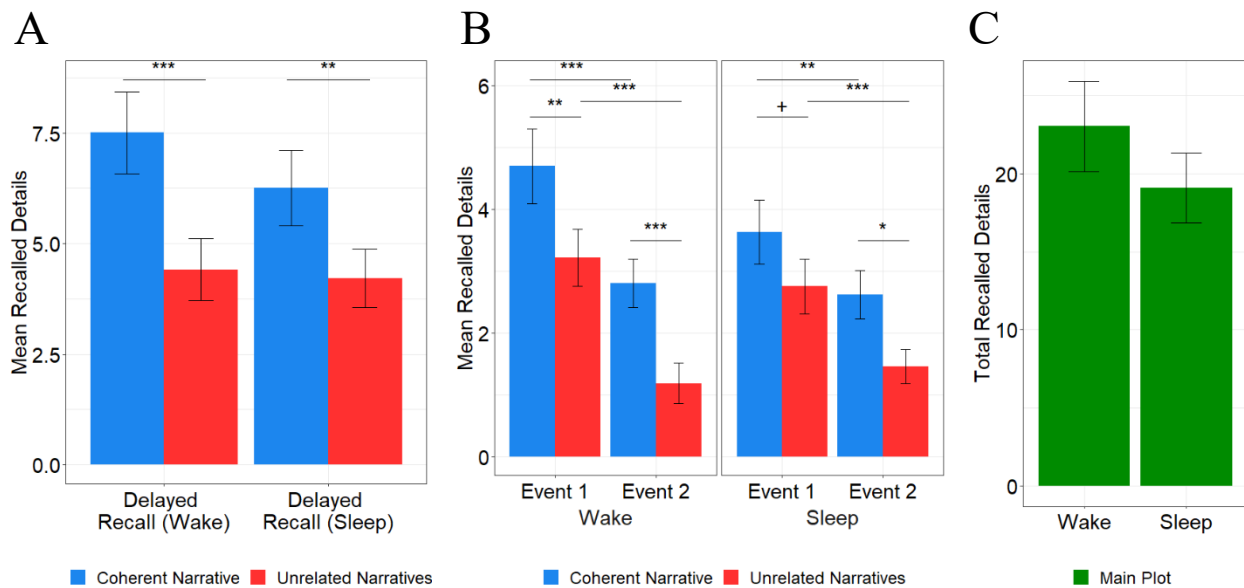 A
Mean Recalled Details
7.5
5.0
2.5
0.0
***
**
Delayed
Recall (Wake)
Delayed
Recall (Sleep)
Coherent Narrative
Unrelated Narratives
B
Mean Recalled Details
6
4
2
0
***
***
**
***
**
***
+
*
Event 1
Event 2
Wake
Event 1
Event 2
Sleep
Coherent Narrative
Unrelated Narratives
C
Total Recalled Details
20
10
0
Wake
Sleep
Main Plot